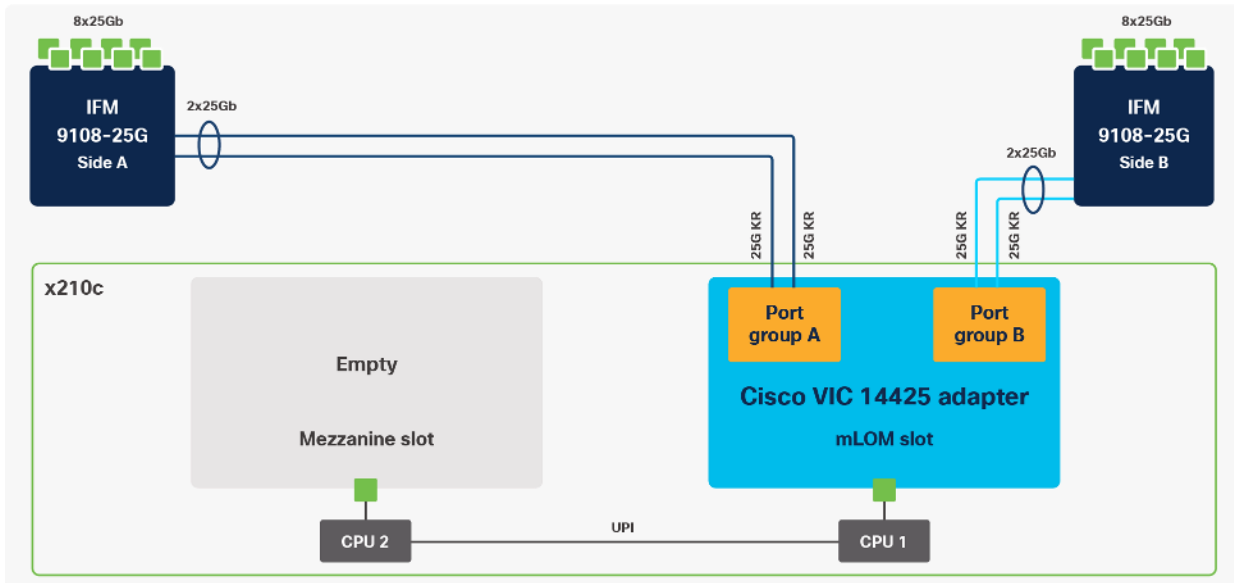 8x25Gb
8x25Gb
IFM
9108-25G
Side A
2x25Gb
IFM
9108-25G
Side B
2x25Gb
25G KR
25G KR
25G KR
25G KR
x210c
Empty
Mezzanine slot
Port
group A
Port
group B
Cisco VIC 14425 adapter
mLOM slot
CPU 2
UPI
CPU 1